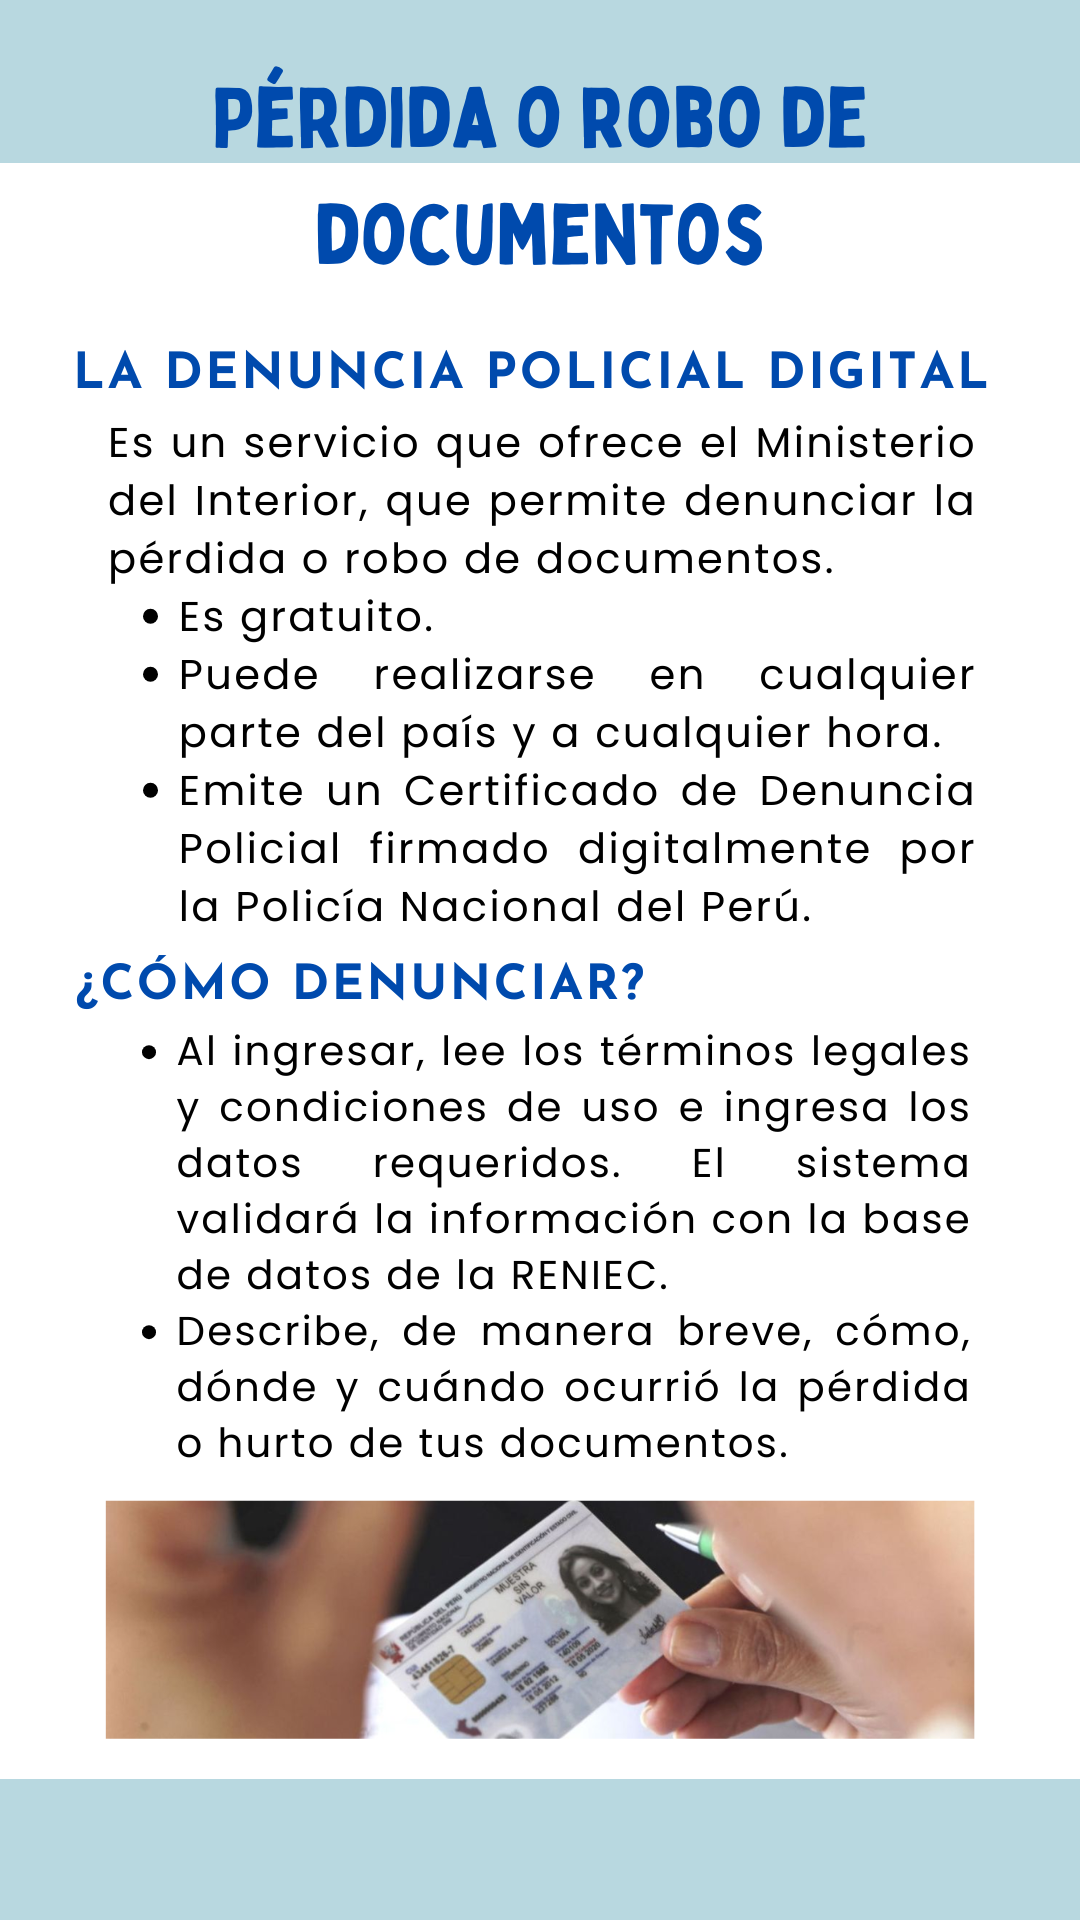 PÉRDIDA O ROBO DE
DOCUMENTOS
LA DENUNCIA POLICIAL DIGITAL
Es un servicio que ofrece el Ministerio
del Interior, que permite denunciar la
pérdida o robo de documentos.
• Es gratuito.
• Puede realizarse en cualquier
parte del país y a cualquier hora.
• Emite un Certificado de Denuncia
Policial firmado digitalmente por
la Policía Nacional del Perú.
¿CÓMO DENUNCIAR?
• Al ingresar, lee los términos legales
y condiciones de uso e ingresa los
datos requeridos. El sistema
validará la información con la base
de datos de la RENIEC.
• Describe, de manera breve, cómo,
dónde y cuándo ocurrió la pérdida
o hurto de tus documentos.
REPÚBLICA DEL PERÚ
MUESTRA
SIN
VALOR